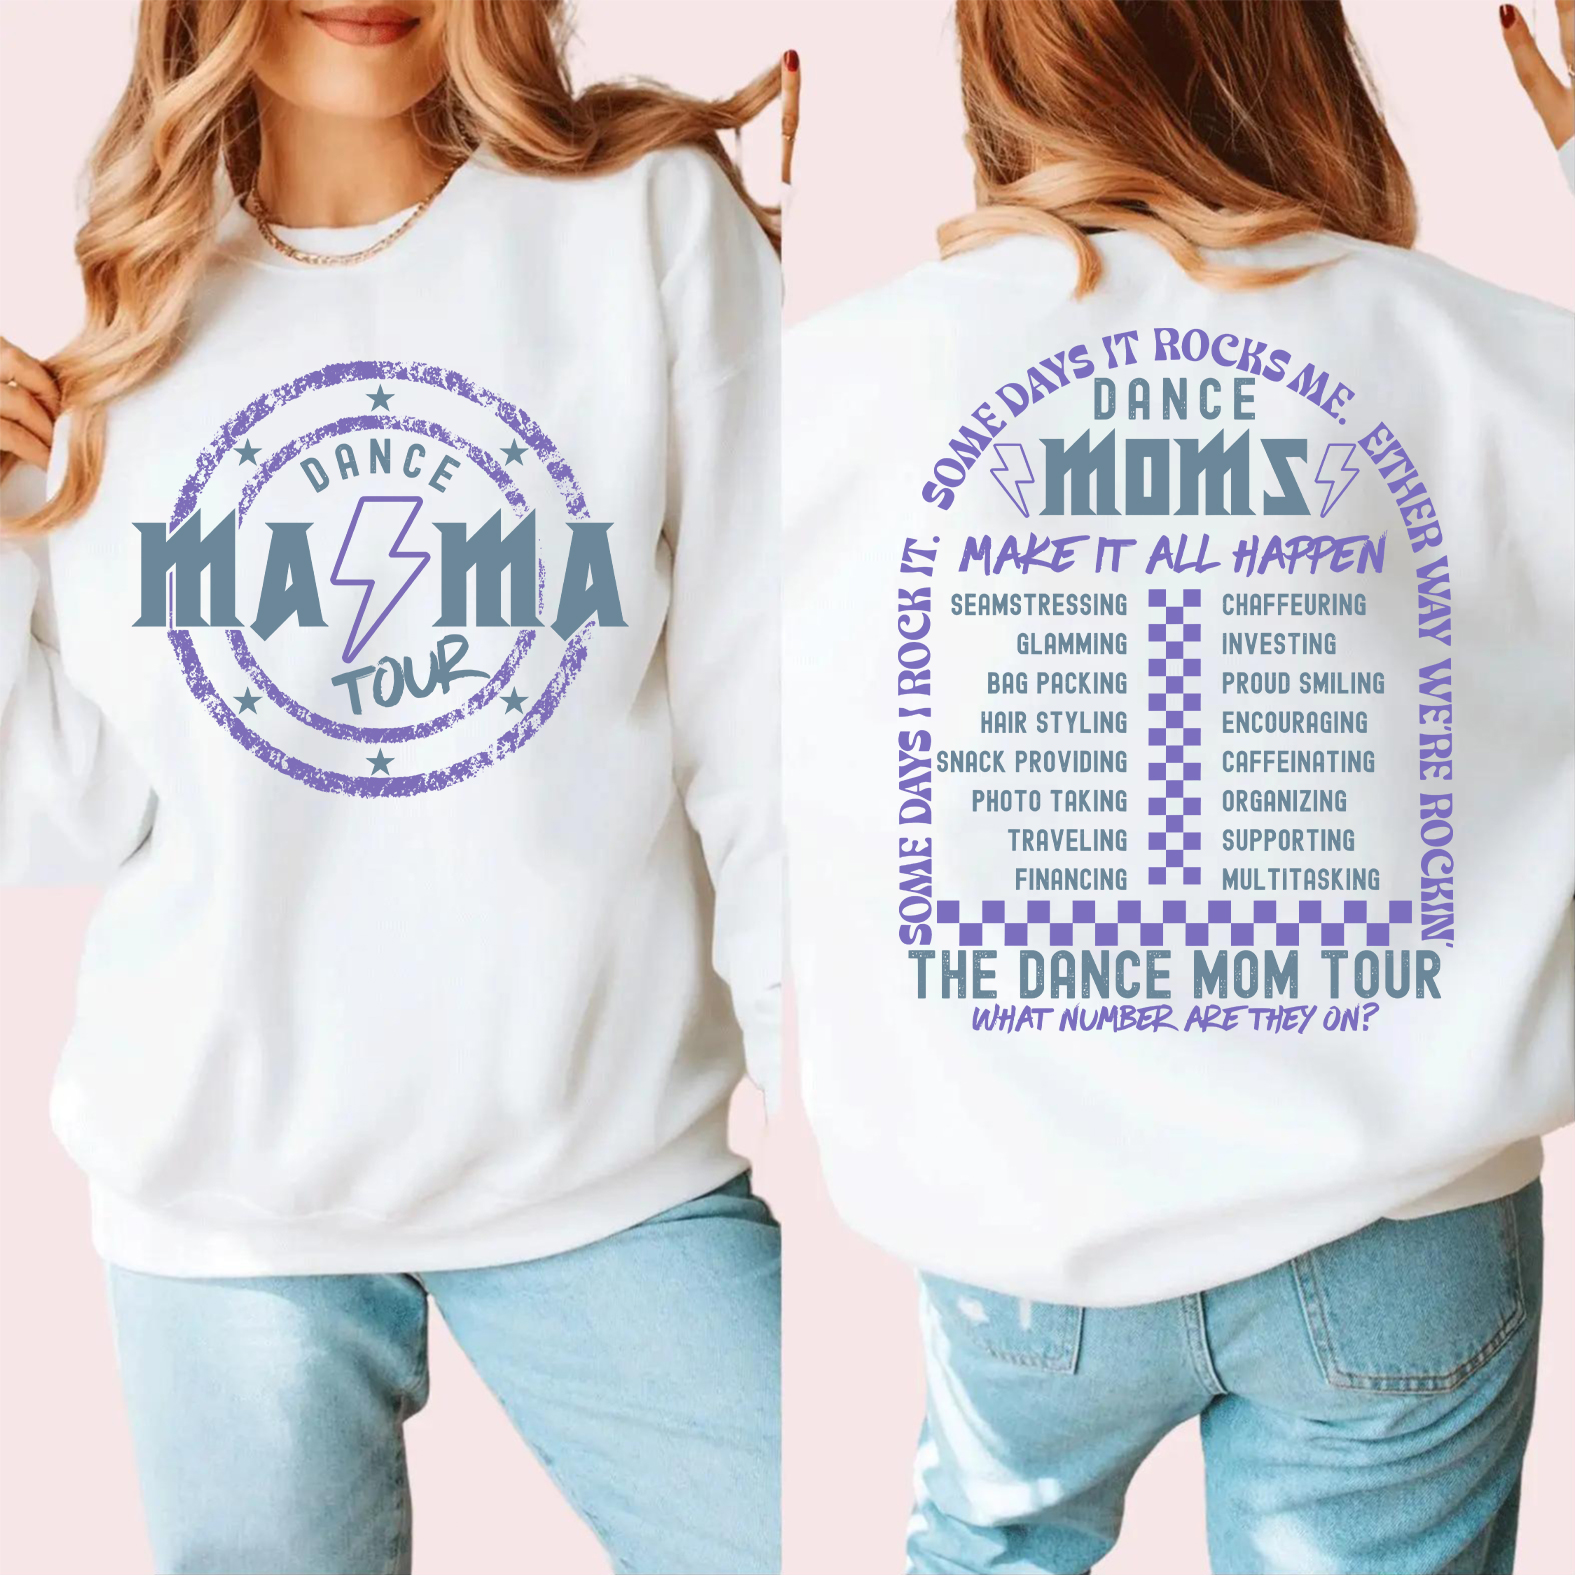 DANCE
MAMA
TOUR
SOME DAYS I ROCK IT. SOME DAYS IT ROCKS ME. EITHER WAY WE'RE ROCKIN'
DANCE
MOMS
MAKE IT ALL HAPPEN
SEAMSTRESSING CHAFFEURING
GLAMMING INVESTING
BAG PACKING PROUD SMILING
HAIR STYLING ENCOURAGING
SNACK PROVIDING CAFFEINATING
PHOTO TAKING ORGANIZING
TRAVELING SUPPORTING
FINANCING MULTITASKING
THE DANCE MOM TOUR
WHAT NUMBER ARE THEY ON?